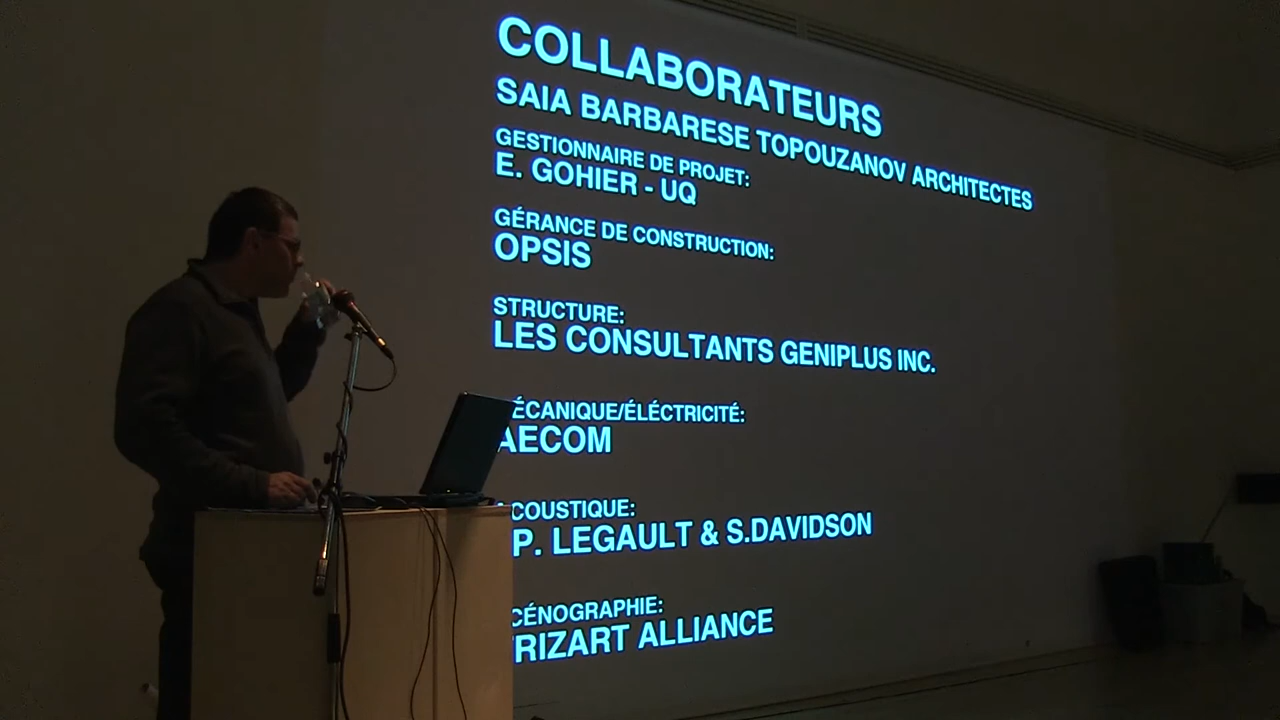 COLLABORATEURS
SAIA BARBARESE TOPOUZANOV ARCHITECTES
GESTIONNAIRE DE PROJET:
E. GOHIER - UQ
GÉRANCE DE CONSTRUCTION:
OPSIS
STRUCTURE:
LES CONSULTANTS GENIPLUS INC.
ÉCANIQUE/ÉLÉCTRICITÉ:
AECOM
COUSTIQUE:
P. LEGAULT & S.DAVIDSON
CÉNOGRAPHIE:
RIZART ALLIANCE